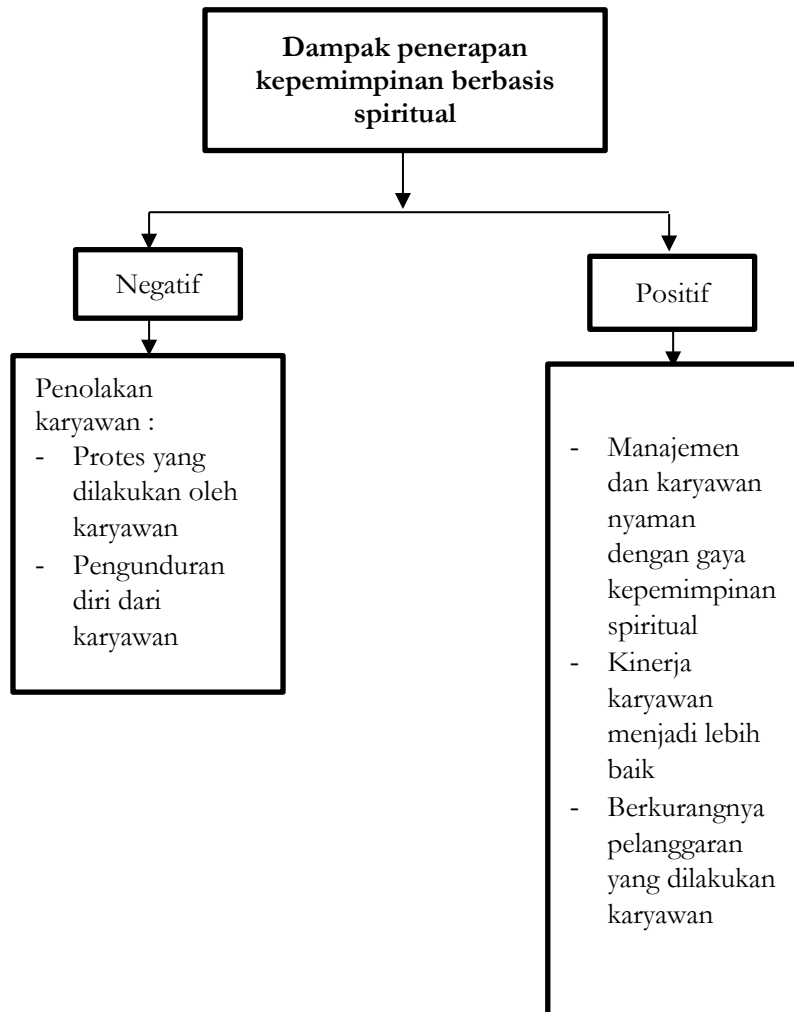 Dampak penerapan
kepemimpinan berbasis
spiritual
Negatif
Penolakan
karyawan :
- Protes yang
dilakukan oleh
karyawan
- Pengunduran
diri dari
karyawan
Positif
- Manajemen
dan karyawan
nyaman
dengan gaya
kepemimpinan
spiritual
- Kinerja
karyawan
menjadi lebih
baik
- Berkurangnya
pelanggaran
yang dilakukan
karyawan